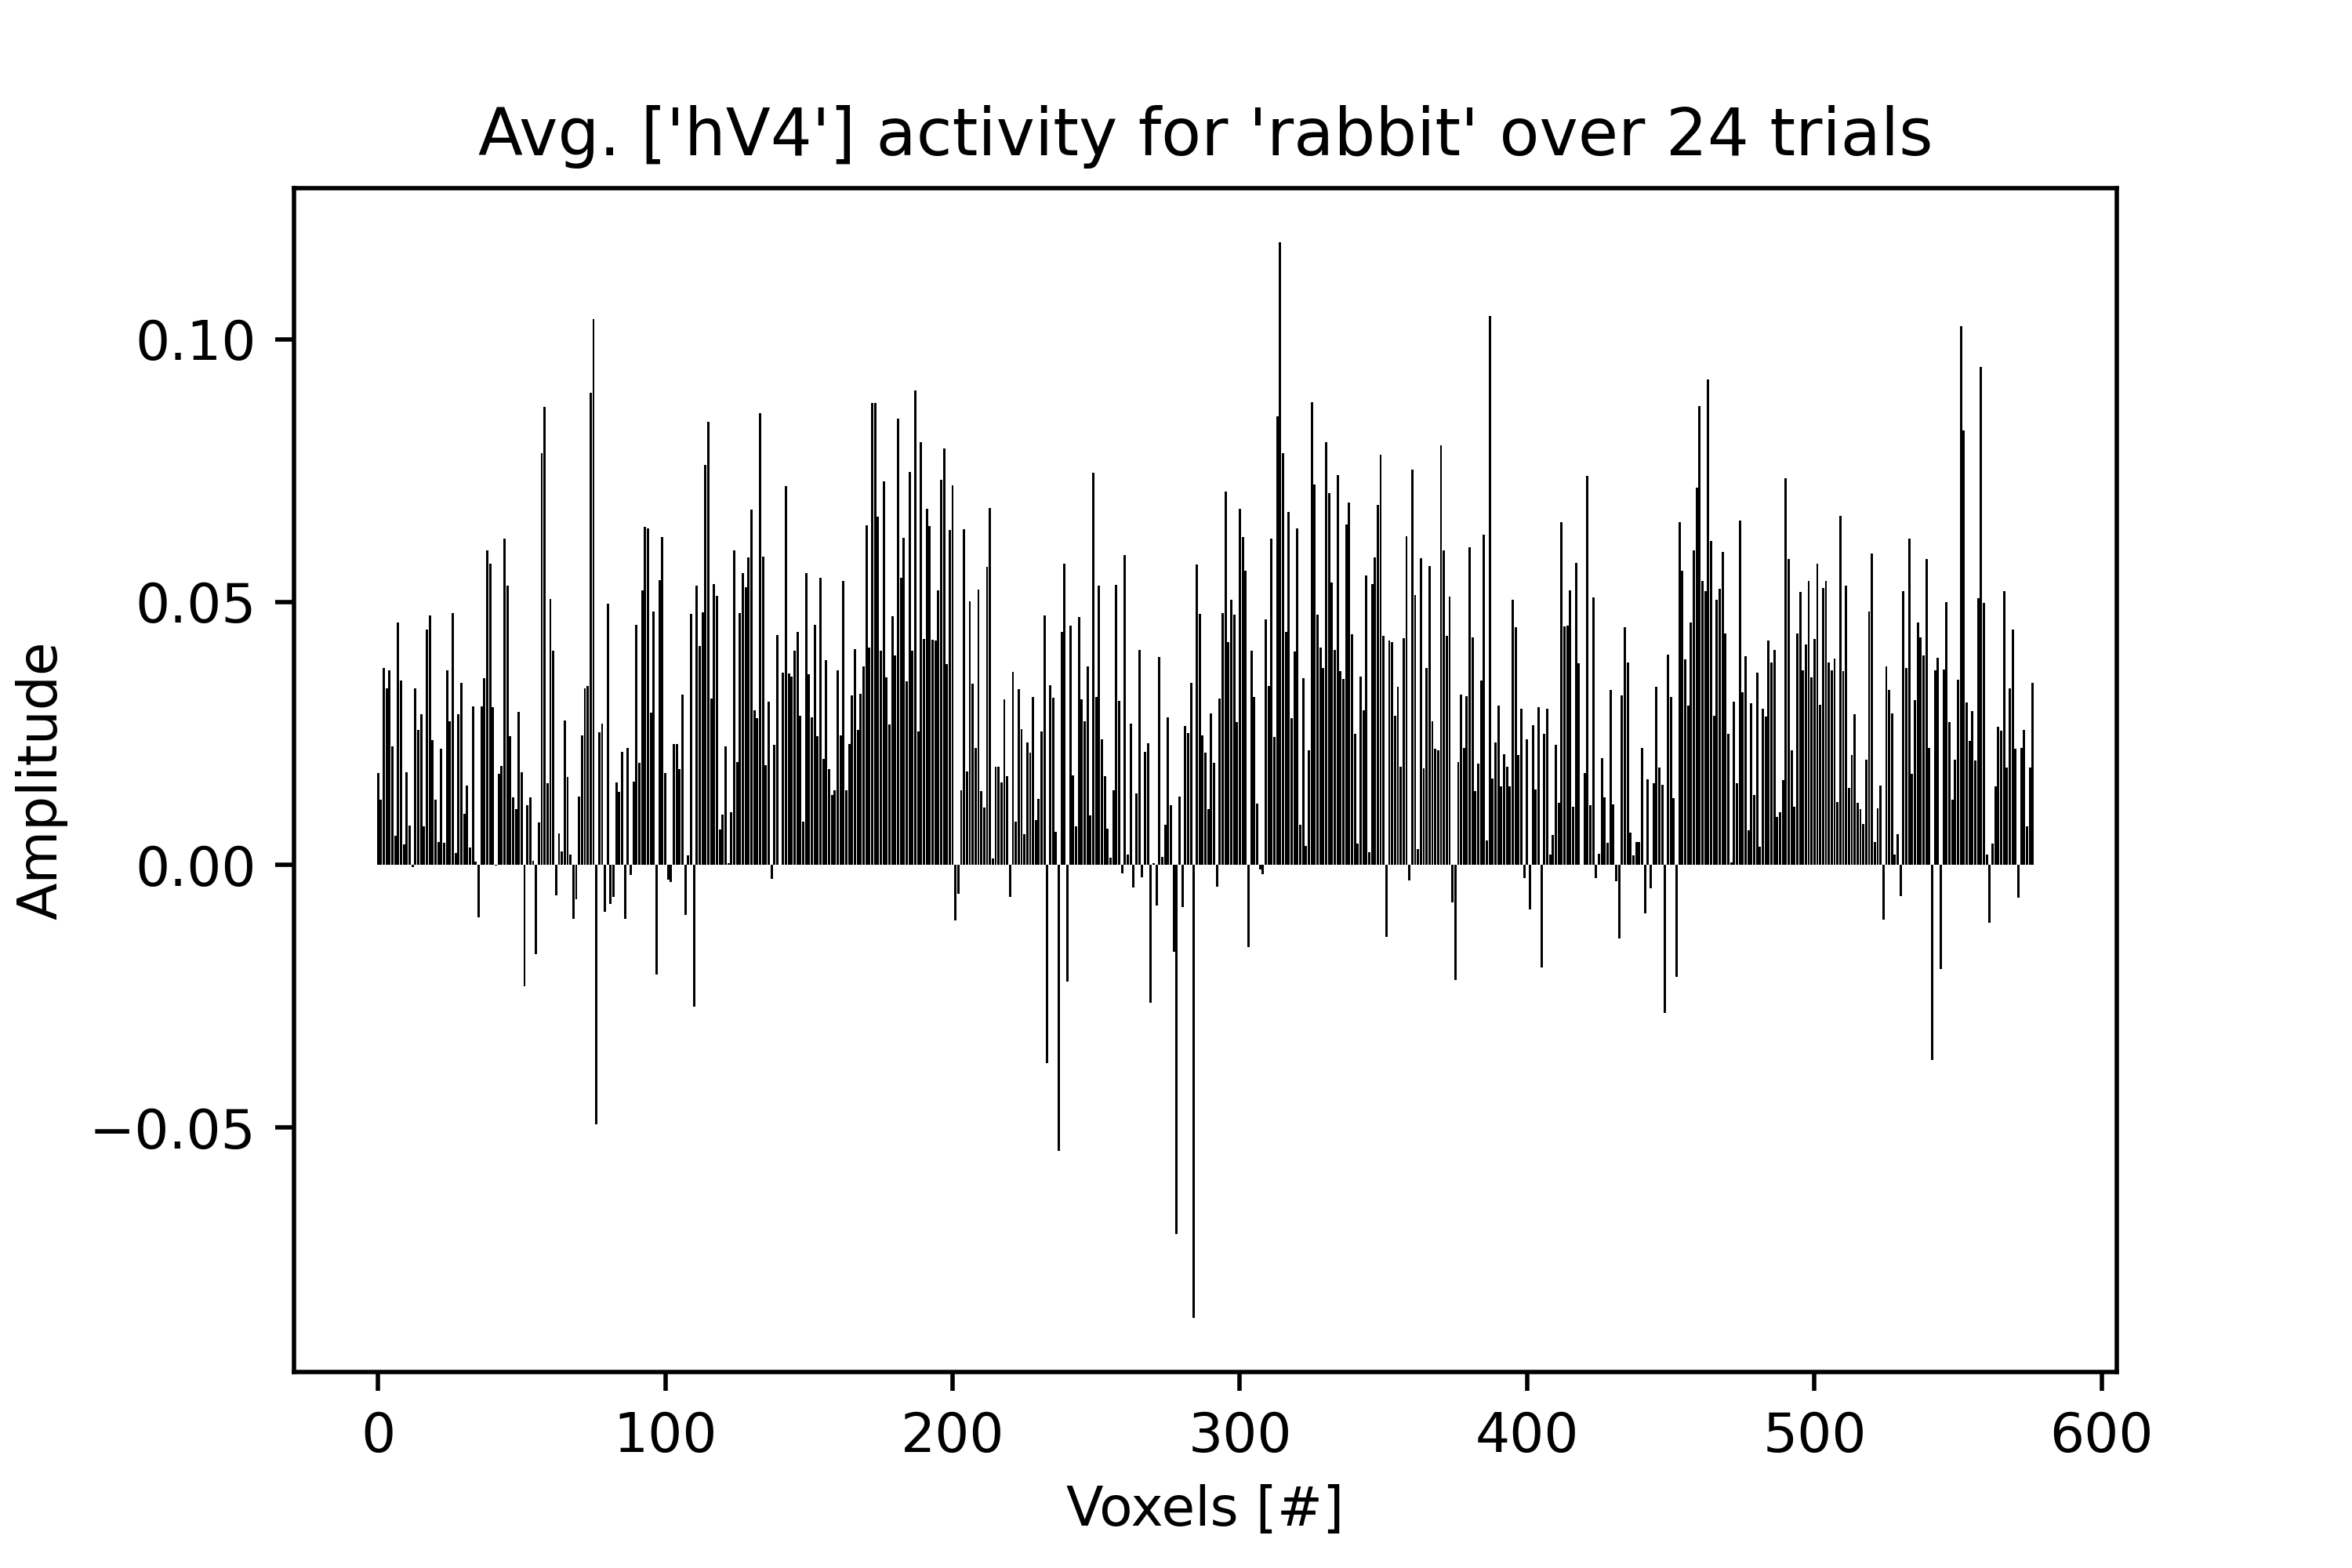 Avg. ['hV4'] activity for 'rabbit' over 24 trials
Amplitude
0.10
0.05
0.00
−0.05
0 100 200 300 400 500 600
Voxels [#]